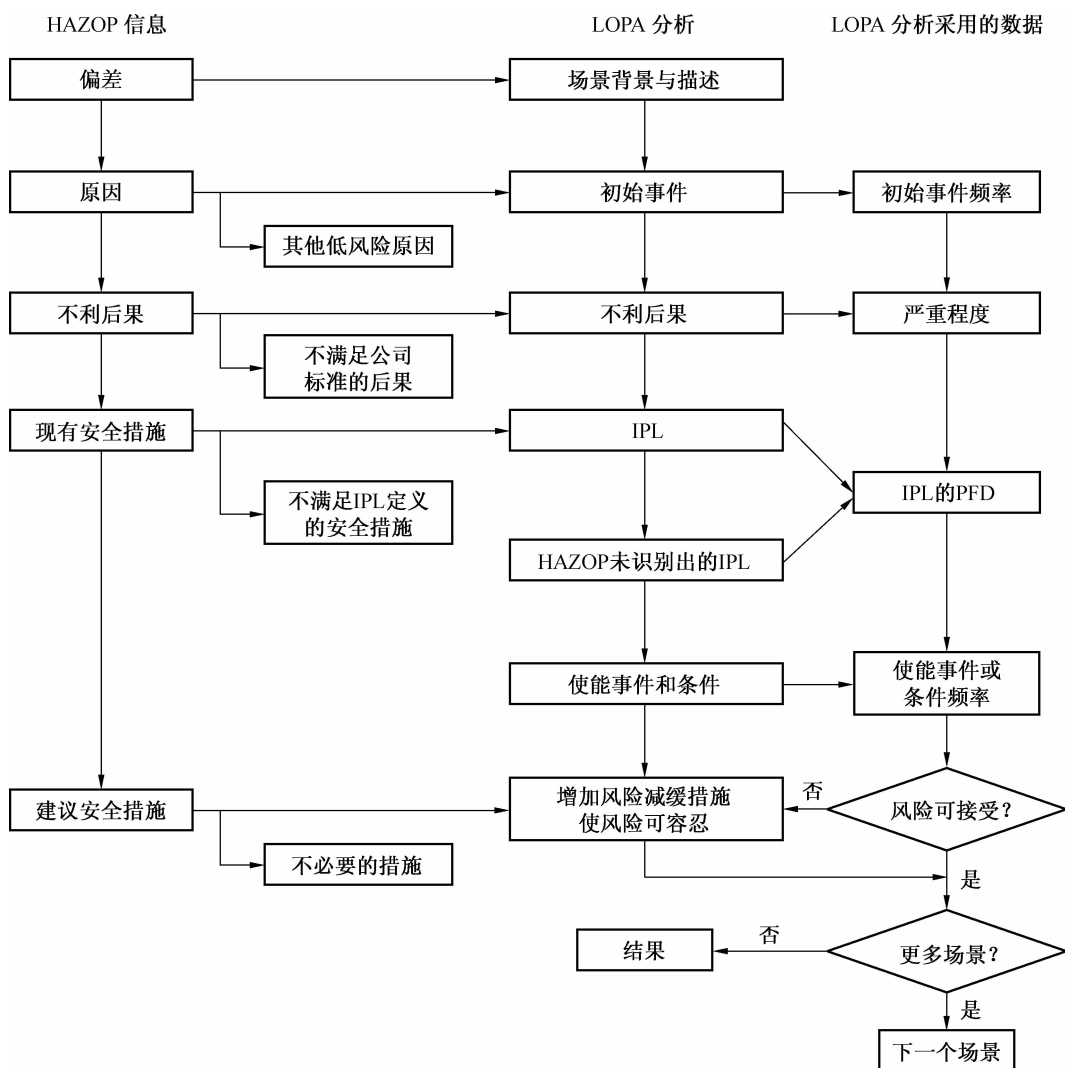 HAZOP 信息
LOPA 分析
LOPA 分析采用的数据
偏差
场景背景与描述
原因
初始事件
初始事件频率
其他低风险原因
不利后果
不利后果
严重程度
不满足公司
标准的后果
现有安全措施
IPL
IPL的PFD
不满足IPL定义
的安全措施
HAZOP未识别出的IPL
使能事件和条件
使能事件或
条件频率
建议安全措施
增加风险减缓措施
使风险可容忍
否
风险可接受?
不必要的措施
是
结果
否
更多场景?
是
下一个场景